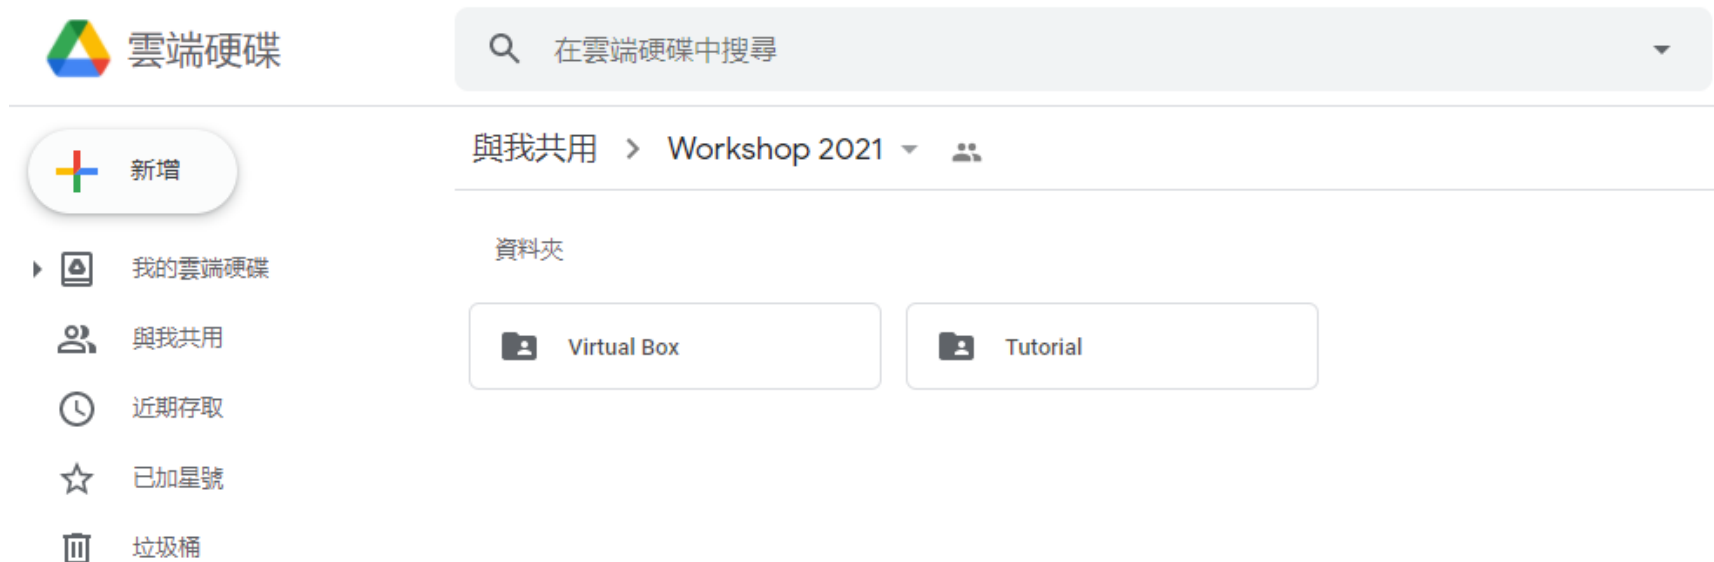 雲端硬碟
在雲端硬碟中搜尋
新增
與我共用 > Workshop 2021
我的雲端硬碟
與我共用
近期存取
已加星號
垃圾桶
資料夾
Virtual Box
Tutorial